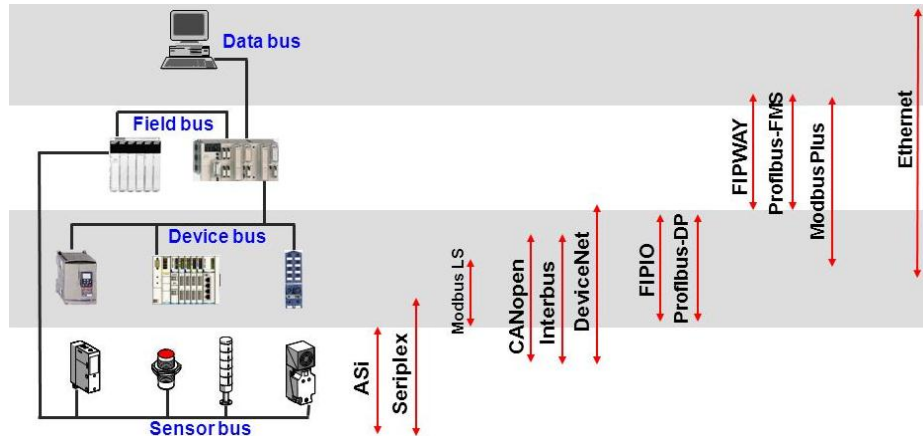 Data bus
Field bus
Device bus
Sensor bus
ASi
Seriplex
Modbus LS
CANopen
Interbus
DeviceNet
FIPIO
Profibus-DP
FIPWAY
Profibus-FMS
Modbus Plus
Ethernet